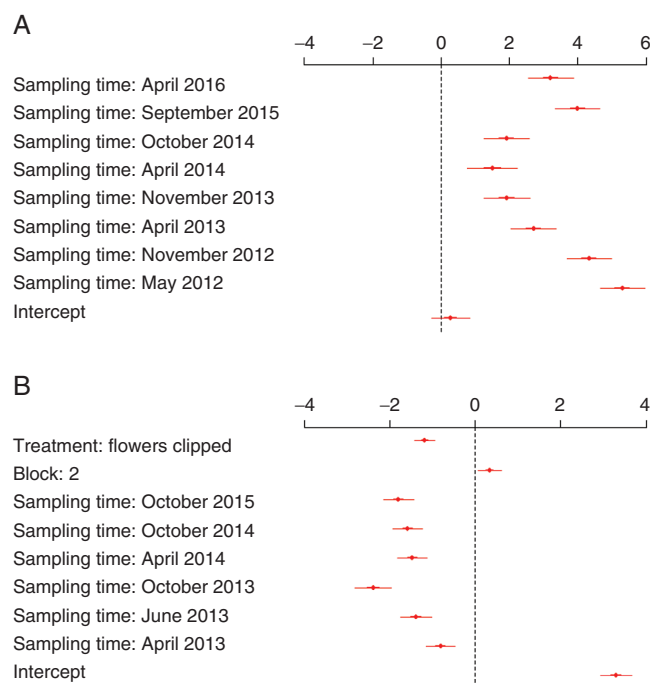 A
−4 −2 0 2 4 6
Sampling time: April 2016
Sampling time: September 2015
Sampling time: October 2014
Sampling time: April 2014
Sampling time: November 2013
Sampling time: April 2013
Sampling time: November 2012
Sampling time: May 2012
Intercept
B
−4 −2 0 2 4
Treatment: flowers clipped
Block: 2
Sampling time: October 2015
Sampling time: October 2014
Sampling time: April 2014
Sampling time: October 2013
Sampling time: June 2013
Sampling time: April 2013
Intercept